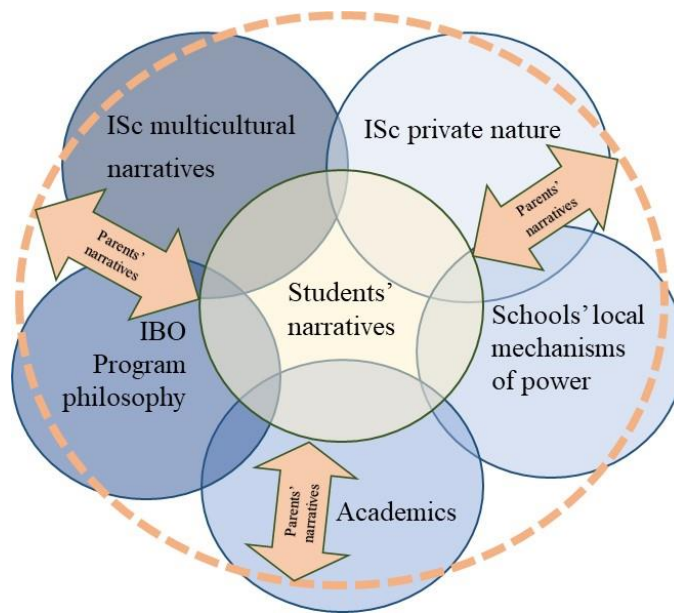 ISc multicultural
narratives
ISc private nature
Parents'
narratives
Parents'
narratives
Students'
narratives
IBO
Program
philosophy
Schools' local
mechanisms
of power
Parents'
narratives
Academics